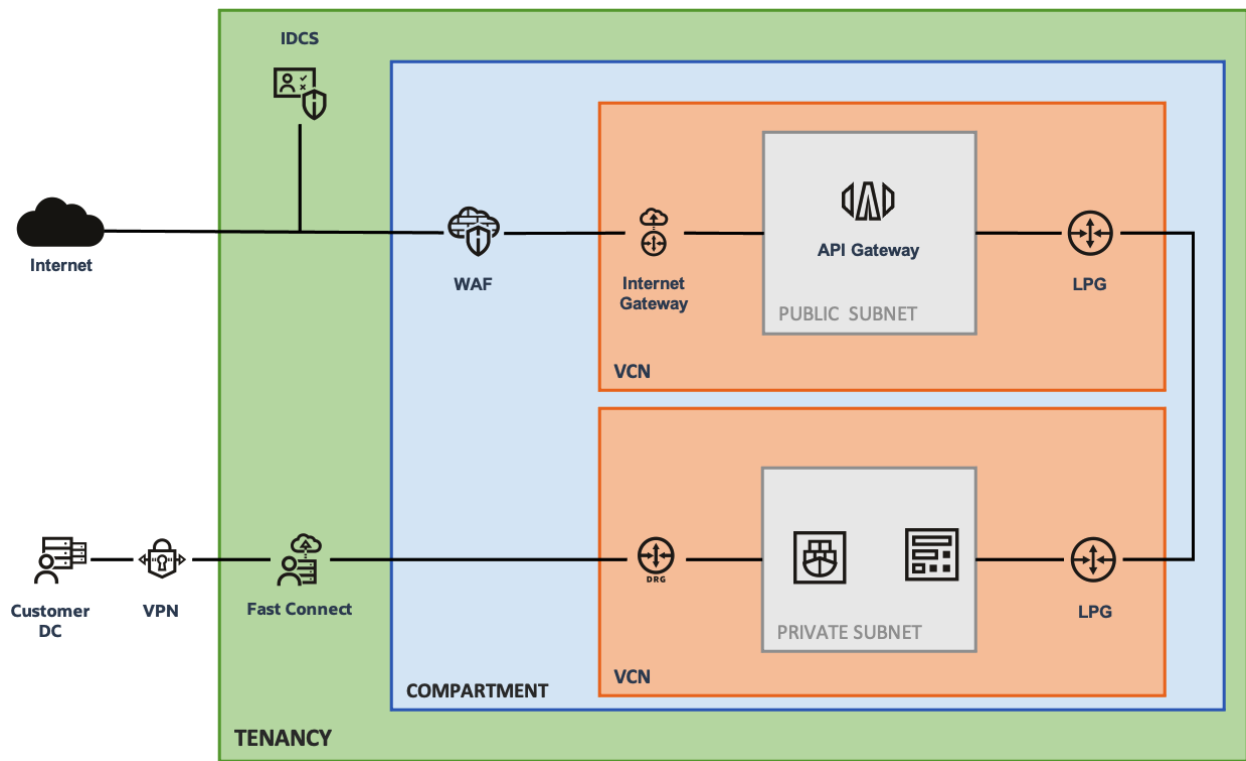 IDCS
Internet
WAF
Internet
Gateway
API Gateway
PUBLIC SUBNET
LPG
VCN
Customer
DC
VPN
Fast Connect
DRG
PRIVATE SUBNET
LPG
VCN
COMPARTMENT
TENANCY